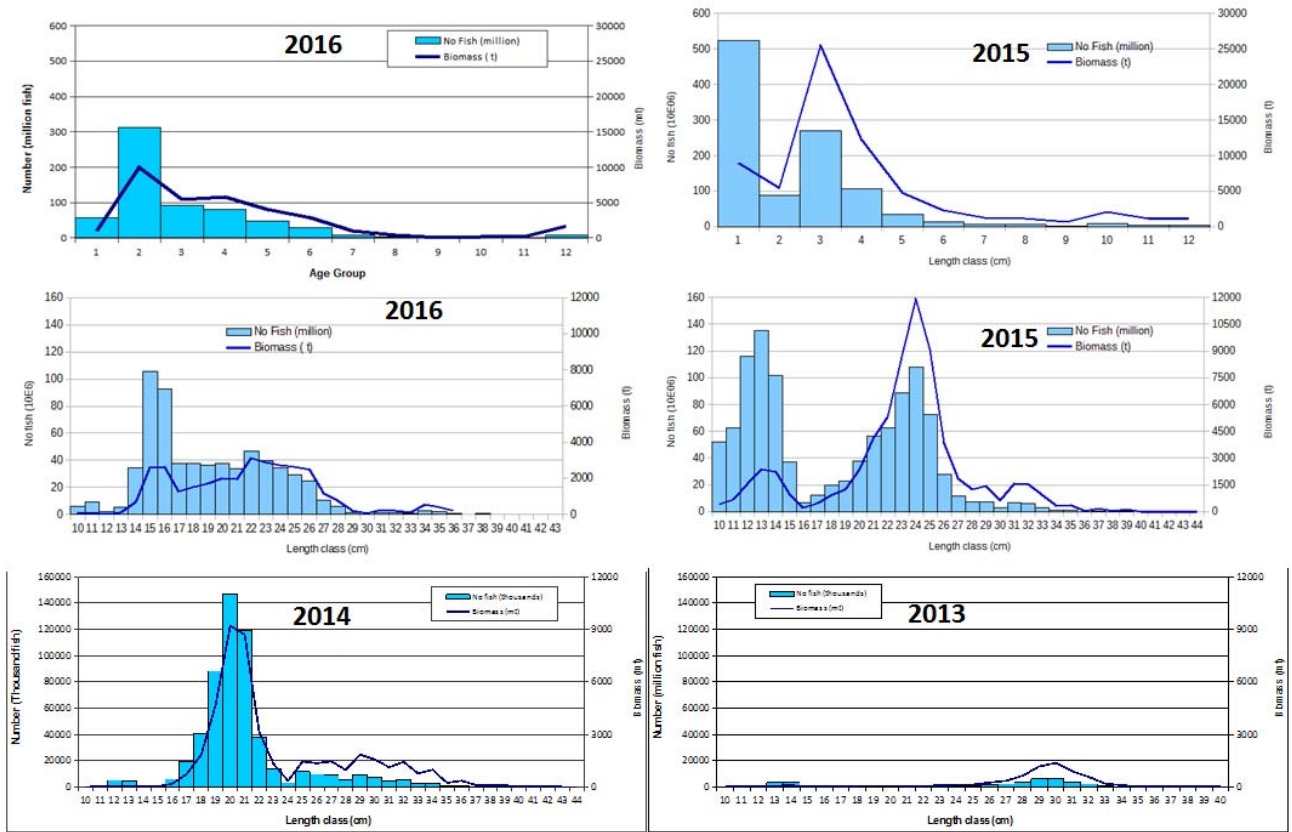 600
500
400
300
200
100
0
2016
No Fish (million)
Biomass ( t)
30000
25000
20000
15000
10000
5000
0
Number (million fish)
Biomass (mt)
1 2 3 4 5 6 7 8 9 10 11 12
Age Group
600
500
400
300
200
100
0
2015
No Fish (million)
Biomass (t)
30000
25000
20000
15000
10000
5000
0
No fish (10E06)
Biomass (t)
1 2 3 4 5 6 7 8 9 10 11 12
Length class (cm)
160
140
120
100
80
60
40
20
0
2016
No Fish (million)
Biomass ( t)
12000
10000
8000
6000
4000
2000
0
No fish (10E6)
Biomass (t)
10 11 12 13 14 15 16 17 18 19 20 21 22 23 24 25 26 27 28 29 30 31 32 33 34 35 36 37 38 39 40 41 42 43
Length class (cm)
160
140
120
100
80
60
40
20
0
2015
No Fish (million)
Biomass (t)
12000
10500
9000
7500
6000
4500
3000
1500
0
No fish (10E06)
Biomass (t)
10 11 12 13 14 15 16 17 18 19 20 21 22 23 24 25 26 27 28 29 30 31 32 33 34 35 36 37 38 39 40 41 42 43 44
Length class (cm)
160000
140000
120000
100000
80000
60000
40000
20000
0
2014
No fish (thousands)
Biomass (mt)
12000
9000
6000
3000
0
Number (Thousand fish)
Biomass (mt)
10 11 12 13 14 15 16 17 18 19 20 21 22 23 24 25 26 27 28 29 30 31 32 33 34 35 36 37 38 39 40 41 42 43 44
Length class (cm)
160000
140000
120000
100000
80000
60000
40000
20000
0
No fish (thousands)
Biomass (mt)
2013
12000
9000
6000
3000
0
Number (million fish)
Biomass (mt)
10 11 12 13 14 15 16 17 18 19 20 21 22 23 24 25 26 27 28 29 30 31 32 33 34 35 36 37 38 39 40
Length class (cm)